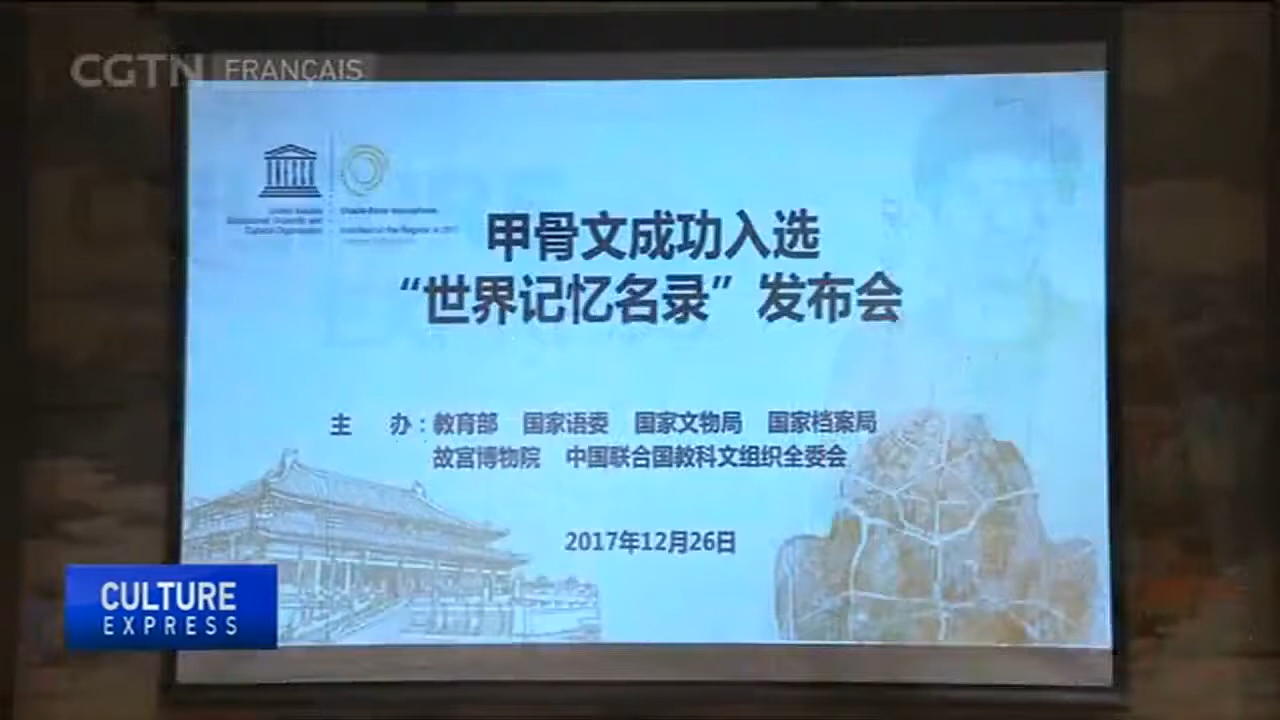 CGTN FRANÇAIS
甲骨文成功入选
“世界记忆名录”发布会
主 办：教育部 国家语委 国家文物局 国家档案局
故宫博物院 中国联合国教科文组织全委会
2017年12月26日
CULTURE
EXPRESS